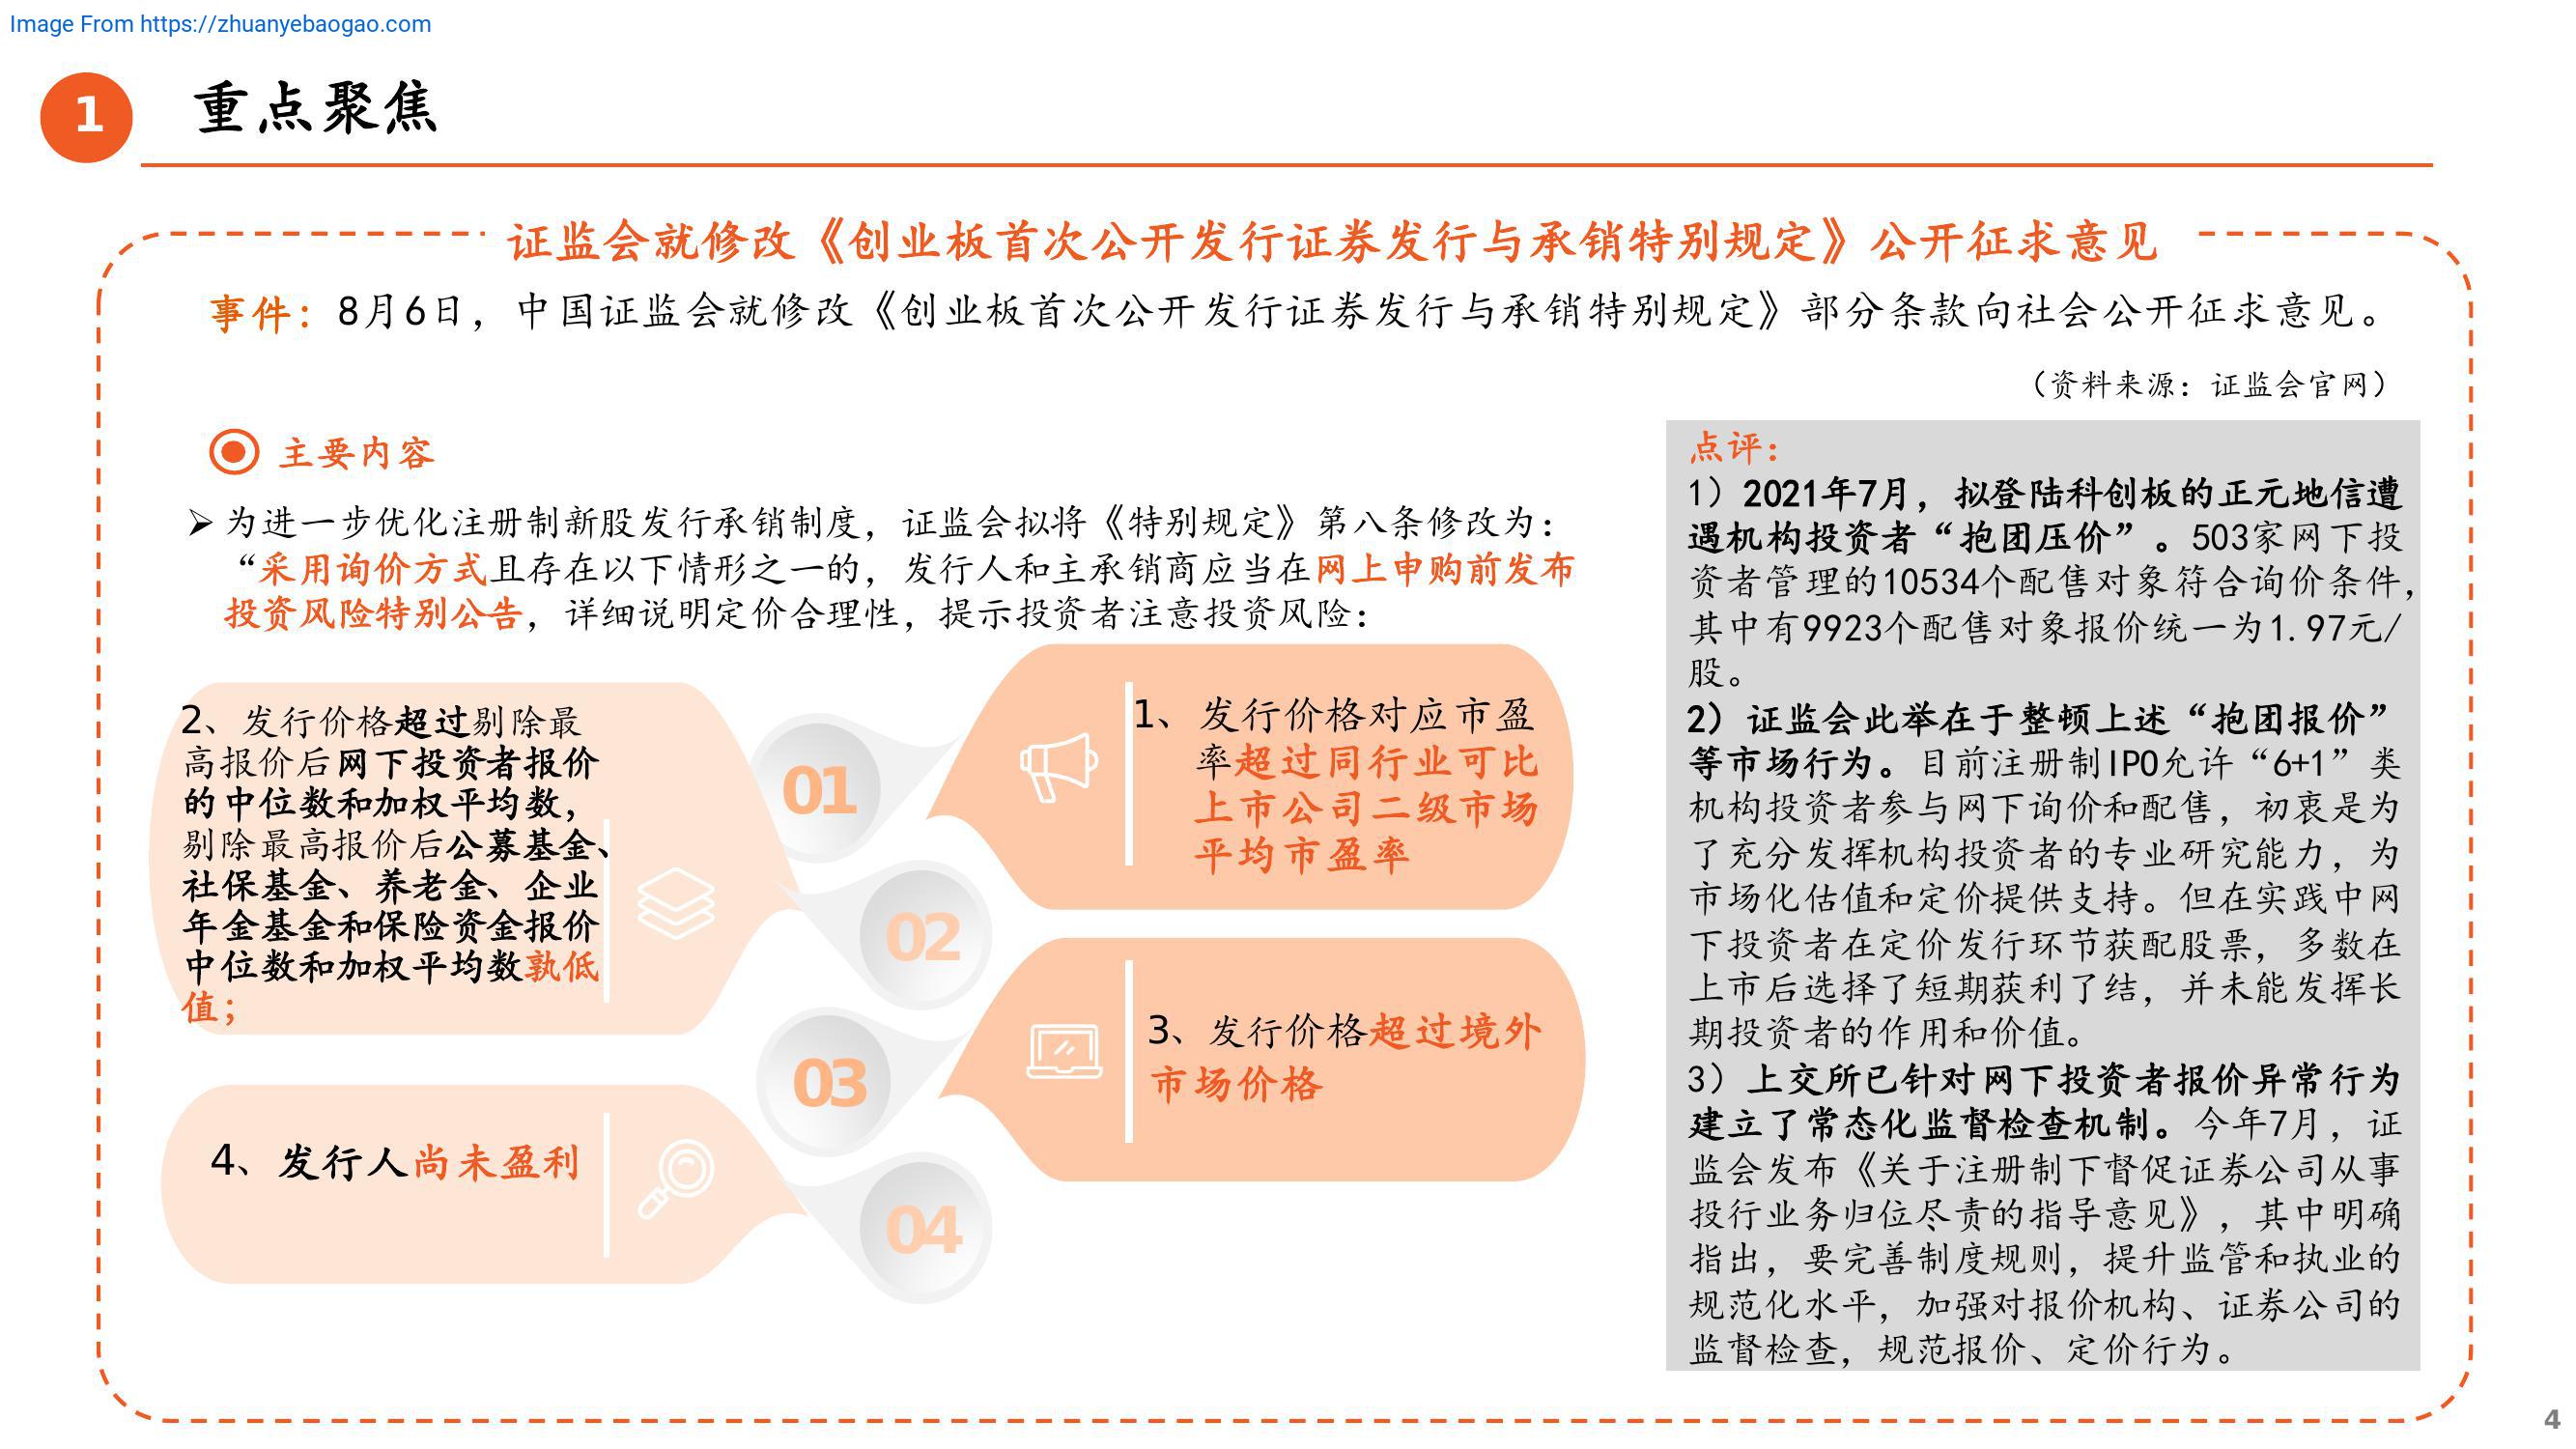 Image From https://zhuanyebaogao.com
1
重点聚焦
证监会就修改《创业板首次公开发行证券发行与承销特别规定》公开征求意见
事件：8月6日，中国证监会就修改《创业板首次公开发行证券发行与承销特别规定》部分条款向社会公开征求意见。
（资料来源：证监会官网）
主要内容
➢为进一步优化注册制新股发行承销制度，证监会拟将《特别规定》第八条修改为：
“采用询价方式且存在以下情形之一的，发行人和主承销商应当在网上申购前发布
投资风险特别公告，详细说明定价合理性，提示投资者注意投资风险：
01
1、发行价格对应市盈
率超过同行业可比
上市公司二级市场
平均市盈率
02
2、发行价格超过剔除最
高报价后网下投资者报价
的中位数和加权平均数，
剔除最高报价后公募基金、
社保基金、养老金、企业
年金基金和保险资金报价
中位数和加权平均数孰低
值；
03
3、发行价格超过境外
市场价格
04
4、发行人尚未盈利
点评：
1）2021年7月，拟登陆科创板的正元地信遭
遇机构投资者“抱团压价”。503家网下投
资者管理的10534个配售对象符合询价条件，
其中有9923个配售对象报价统一为1.97元/
股。
2）证监会此举在于整顿上述“抱团报价”
等市场行为。目前注册制IPO允许“6+1”类
机构投资者参与网下询价和配售，初衷是为
了充分发挥机构投资者的专业研究能力，为
市场化估值和定价提供支持。但在实践中网
下投资者在定价发行环节获配股票，多数在
上市后选择了短期获利了结，并未能发挥长
期投资者的作用和价值。
3）上交所已针对网下投资者报价异常行为
建立了常态化监督检查机制。今年7月，证
监会发布《关于注册制下督促证券公司从事
投行业务归位尽责的指导意见》，其中明确
指出，要完善制度规则，提升监管和执业的
规范化水平，加强对报价机构、证券公司的
监督检查，规范报价、定价行为。
4